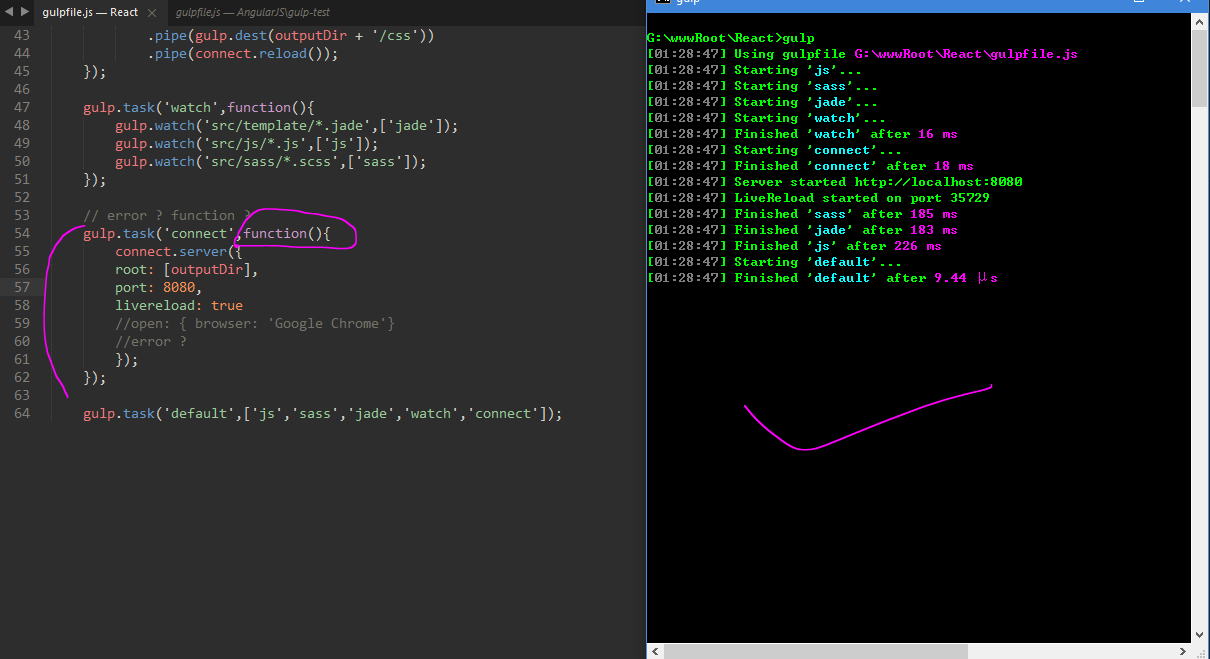 gulpfile.js — React
gulpfile.js — AngularJS\gulp-test
43 .pipe(gulp.dest(outputDir + '/css'))
44 .pipe(connect.reload());
45 });
46
47 gulp.task('watch',function(){
48 gulp.watch('src/template/*.jade',['jade']);
49 gulp.watch('src/js/*.js',['js']);
50 gulp.watch('src/sass/*.scss',['sass']);
51 });
52
53 // error ? function ?
54 gulp.task('connect',function(){
55 connect.server({
56 root: [outputDir],
57 port: 8080,
58 livereload: true
59 //open: { browser: 'Google Chrome'}
60 //error ?
61 });
62 });
63
64 gulp.task('default',['js','sass','jade','watch','connect']);
gulp
G:\wwwRoot\React>gulp
[01:28:47] Using gulpfile G:\wwwRoot\React\gulpfile.js
[01:28:47] Starting 'js'...
[01:28:47] Starting 'sass'...
[01:28:47] Starting 'jade'...
[01:28:47] Starting 'watch'...
[01:28:47] Finished 'watch' after 16 ms
[01:28:47] Starting 'connect'...
[01:28:47] Finished 'connect' after 18 ms
[01:28:47] Server started http://localhost:8080
[01:28:47] LiveReload started on port 35729
[01:28:47] Finished 'sass' after 185 ms
[01:28:47] Finished 'jade' after 183 ms
[01:28:47] Finished 'js' after 226 ms
[01:28:47] Starting 'default'...
[01:28:47] Finished 'default' after 9.44 μs